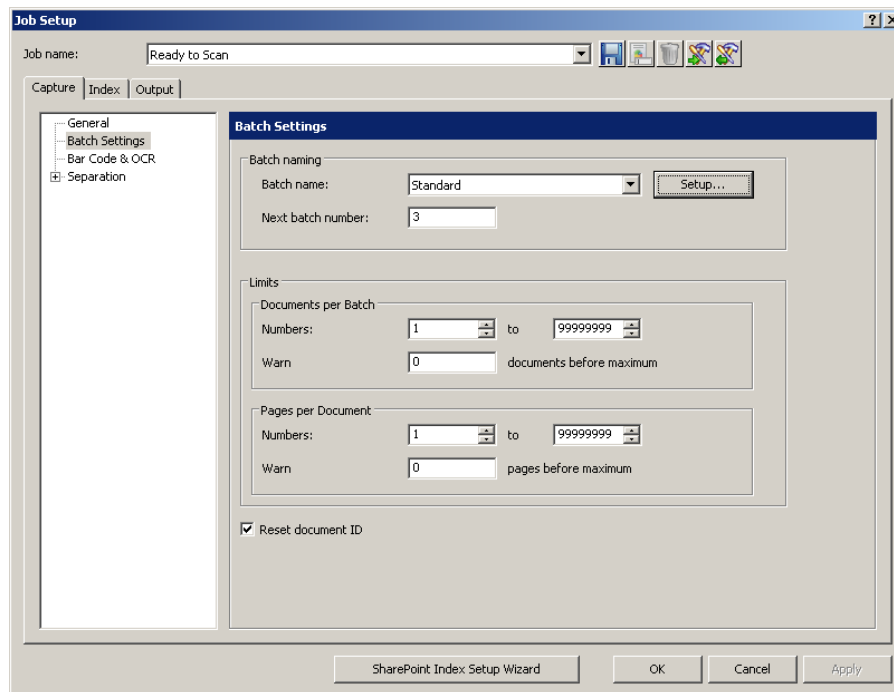 Job Setup
Job name: Ready to Scan
Capture Index Output
General
Batch Settings
Bar Code & OCR
Separation
Batch Settings
Batch naming
Batch name: Standard Setup...
Next batch number: 3
Limits
Documents per Batch
Numbers: 1 to 99999999
Warn 0 documents before maximum
Pages per Document
Numbers: 1 to 99999999
Warn 0 pages before maximum
Reset document ID
SharePoint Index Setup Wizard OK Cancel Apply